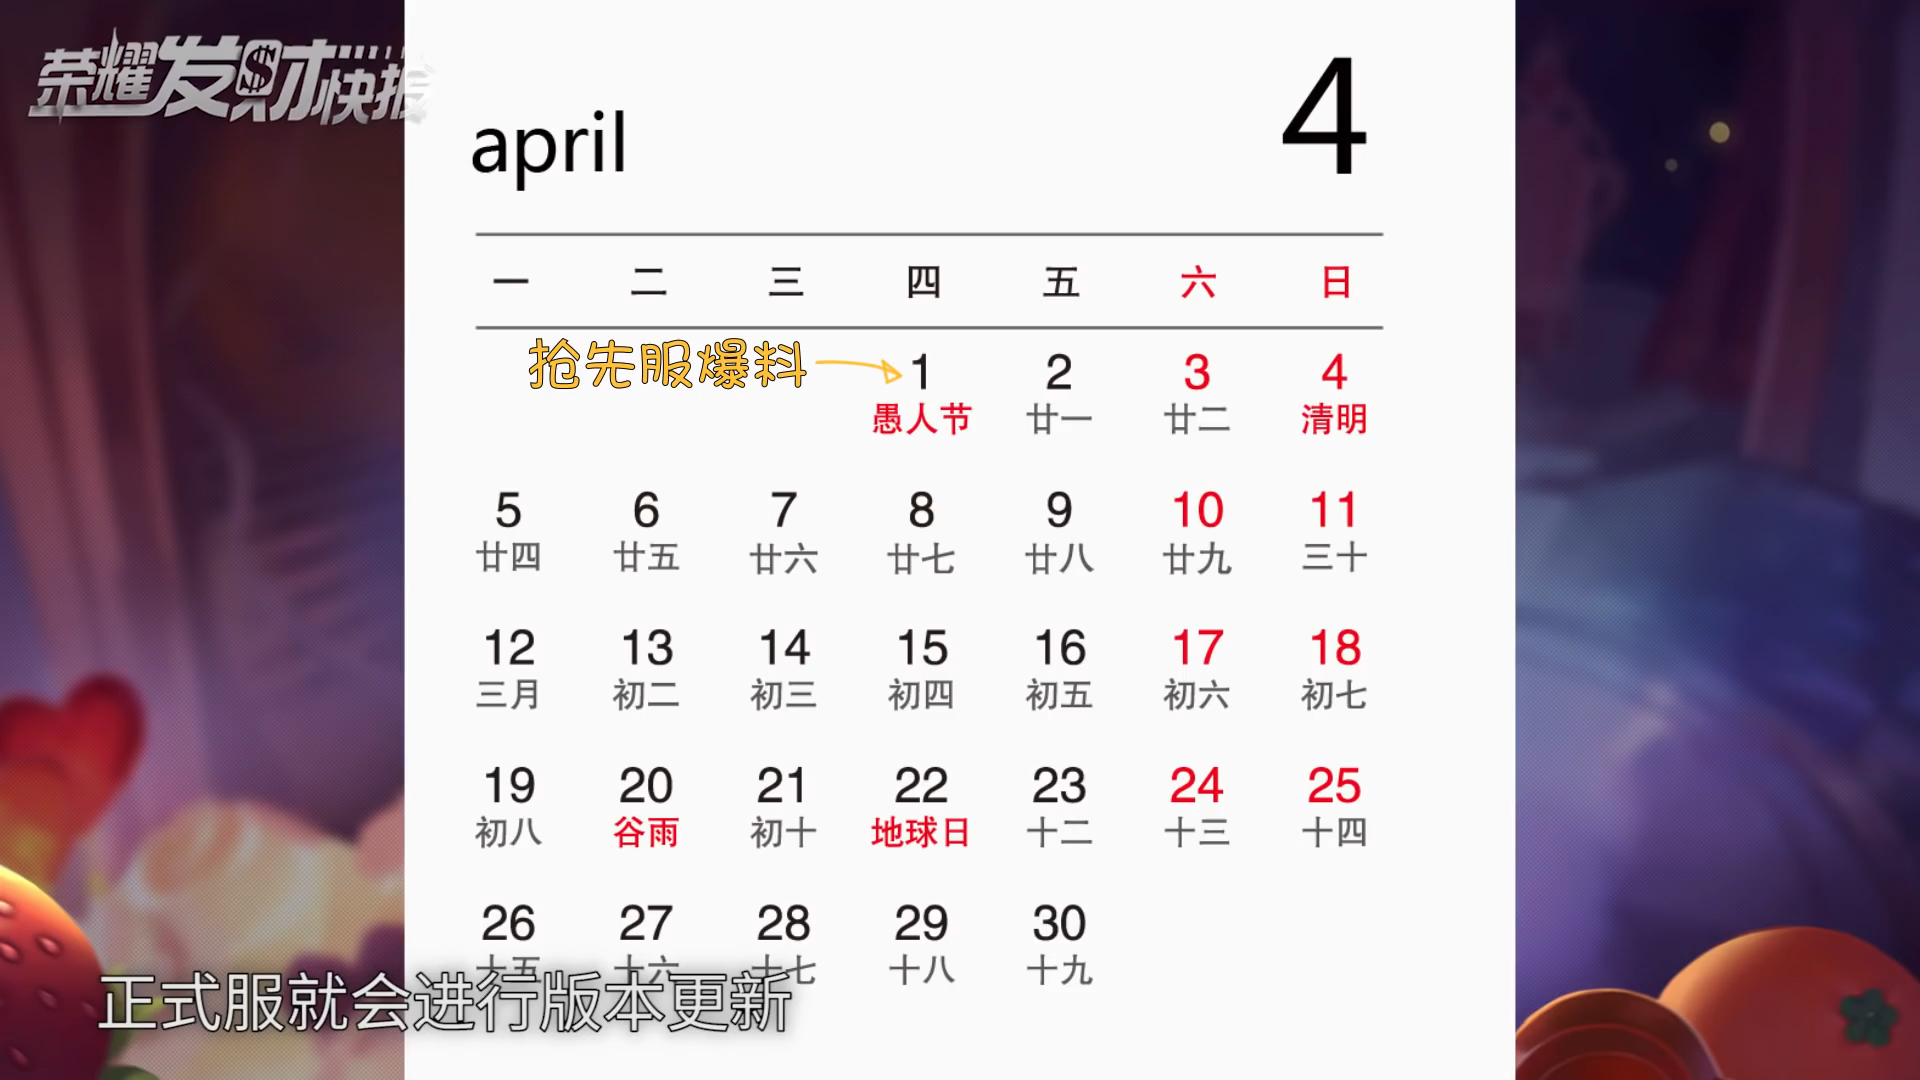 荣耀发财快报
april 4
一 二 三 四 五 六 日
抢先服爆料 1 2 3 4
愚人节 廿一 廿二 清明
5 6 7 8 9 10 11
廿四 廿五 廿六 廿七 廿八 廿九 三十
12 13 14 15 16 17 18
三月 初二 初三 初四 初五 初六 初七
19 20 21 22 23 24 25
初八 谷雨 初十 地球日 十二 十三 十四
26 27 28 29 30
十五 十六 十七 十八 十九
正式服就会进行版本更新